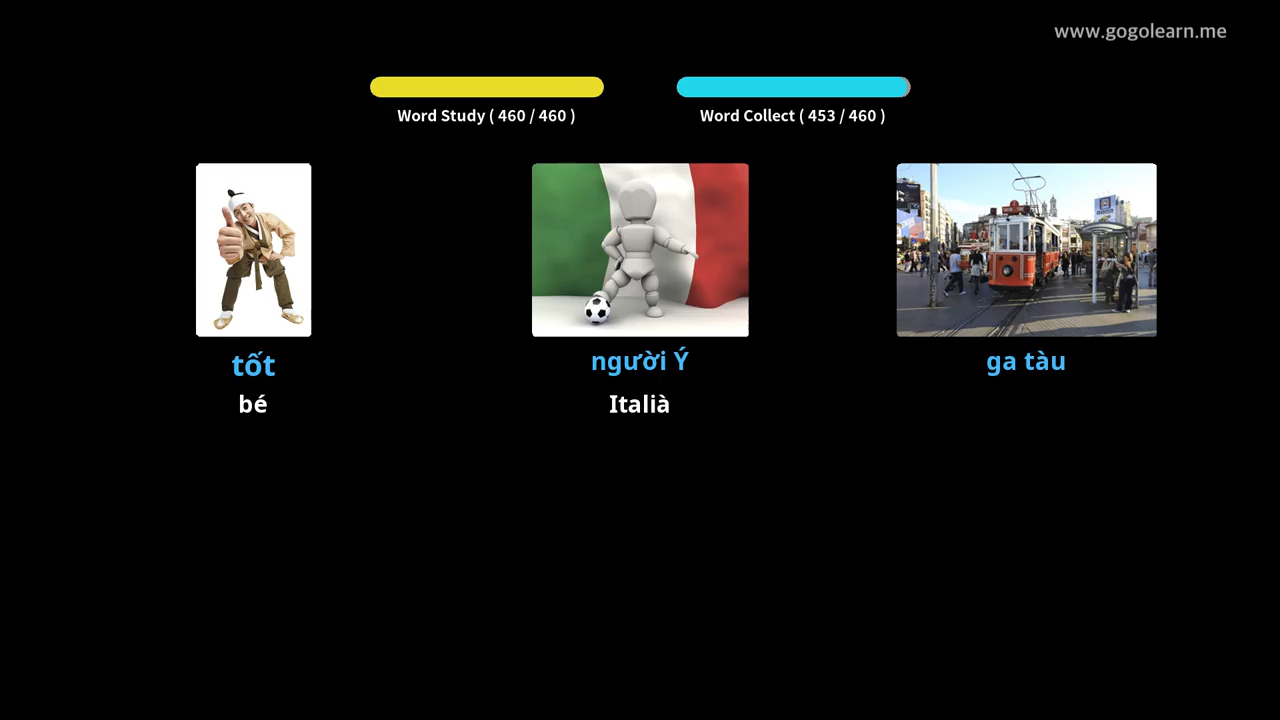 www.gogolearn.me
Word Study ( 460 / 460 )
Word Collect ( 453 / 460 )
tốt
người Ý
ga tàu
bé
Italià